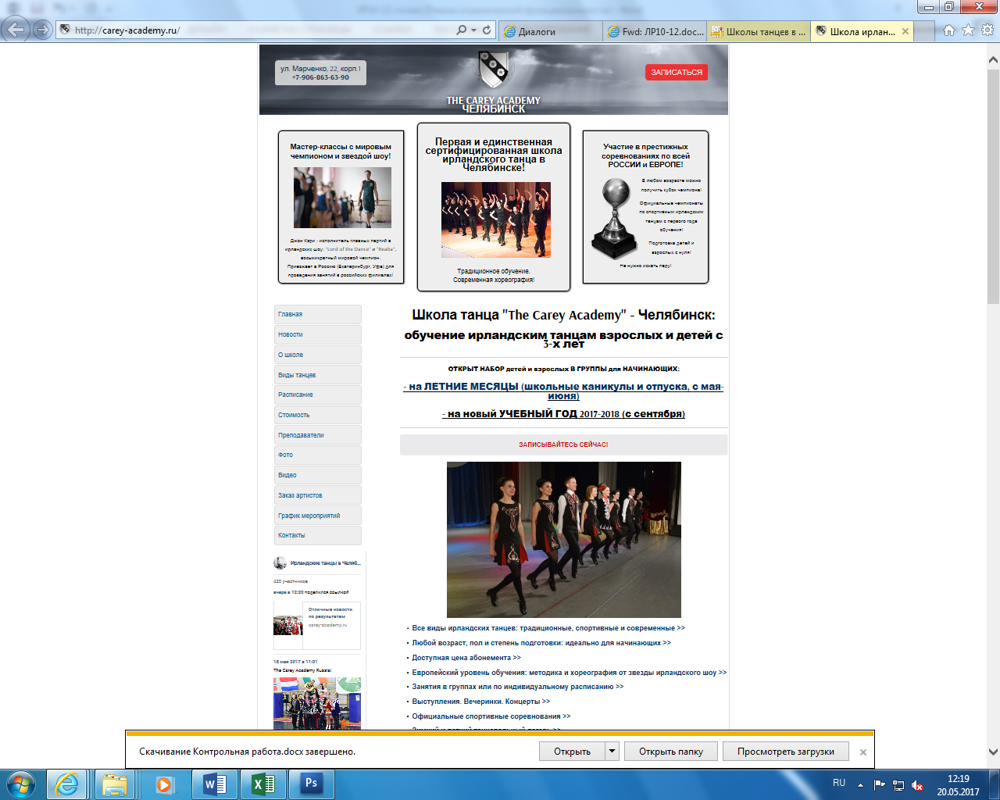 http://carey-academy.ru/
Диалоги
Fwd: ЛР10-12.doc...
Школы танцев в ...
Школа ирлан...
ул. Марченко, 22, корп.1
+7-906-863-63-90
THE CAREY ACADEMY
ЧЕЛЯБИНСК
ЗАПИСАТЬСЯ
Мастер-классы с мировым
чемпионом и звездой шоу!
Джон Кэри - исполнитель главных партий в
ирландских шоу: "Lord of the Dance" и "Realta",
восьмикратный мировой чемпион.
Приезжает в Россию (Екатеринбург, Уфа) для
проведения занятий в российских филиалах!
Первая и единственная
сертифицированная школа
ирландского танца в
Челябинске!
Традиционное обучение.
Современная хореография!
Участие в престижных
соревнованиях по всей
РОССИИ и ЕВРОПЕ!
В любом возрасте можно
получить кубок чемпиона!
Официальные чемпионаты
по спортивным ирландским
танцам с первого года
обучения!
Подготовка детей и
взрослых с нуля!
Не нужно искать пару!
Главная
Новости
О школе
Виды танцев
Расписание
Стоимость
Преподаватели
Фото
Видео
Заказ артистов
График мероприятий
Контакты
Ирландские танцы в Челяб...
420 участников
вчера в 12:20 поделился ссылкой
Отличные новости
по результатам
carey-academy.ru
16 мая 2017 в 11:01
The Carey Academy Russia!
Школа танца "The Carey Academy" - Челябинск:
обучение ирландским танцам взрослых и детей с
3-х лет
ОТКРЫТ НАБОР детей и взрослых В ГРУППЫ для НАЧИНАЮЩИХ:
- на ЛЕТНИЕ МЕСЯЦЫ (школьные каникулы и отпуска, с мая-
июня)
- на новый УЧЕБНЫЙ ГОД 2017-2018 (с сентября)
ЗАПИСЫВАЙТЕСЬ СЕЙЧАС!
• Все виды ирландских танцев: традиционные, спортивные и современные >>
• Любой возраст, пол и степень подготовки: идеально для начинающих >>
• Доступная цена абонемента >>
• Европейский уровень обучения: методика и хореография от звезды ирландского шоу >>
• Занятия в группах или по индивидуальному расписанию >>
• Выступления. Вечеринки. Концерты >>
• Официальные спортивные соревнования >>
Скачивание Контрольная работа.docx завершено.
Открыть
Открыть папку
Просмотреть загрузки
RU
12:19
20.05.2017